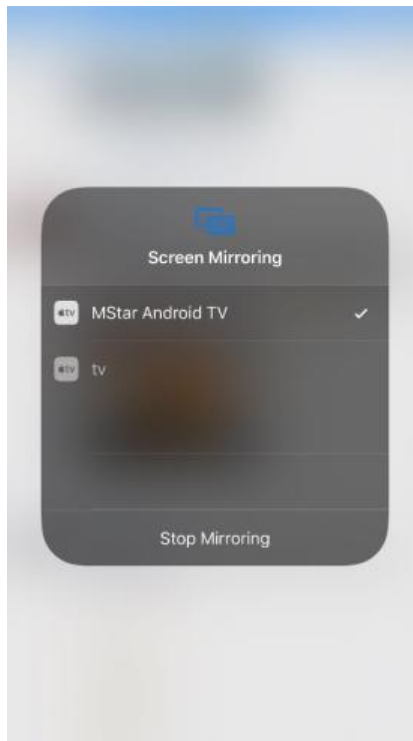 Screen Mirroring
tv
MStar Android TV
tv
tv
Stop Mirroring